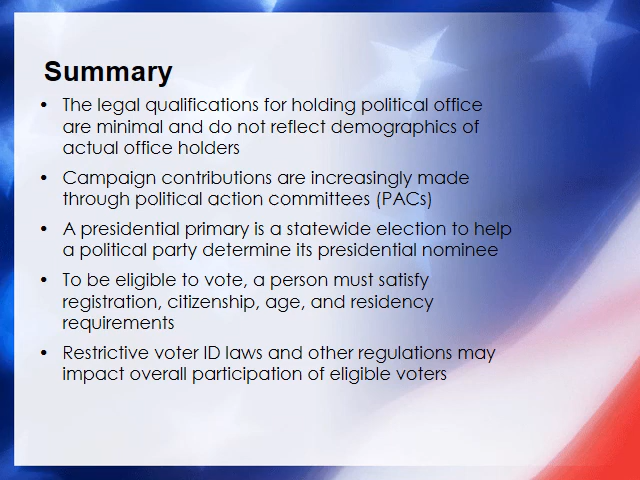 Summary
• The legal qualifications for holding political office
are minimal and do not reflect demographics of
actual office holders
• Campaign contributions are increasingly made
through political action committees (PACs)
• A presidential primary is a statewide election to help
a political party determine its presidential nominee
• To be eligible to vote, a person must satisfy
registration, citizenship, age, and residency
requirements
• Restrictive voter ID laws and other regulations may
impact overall participation of eligible voters